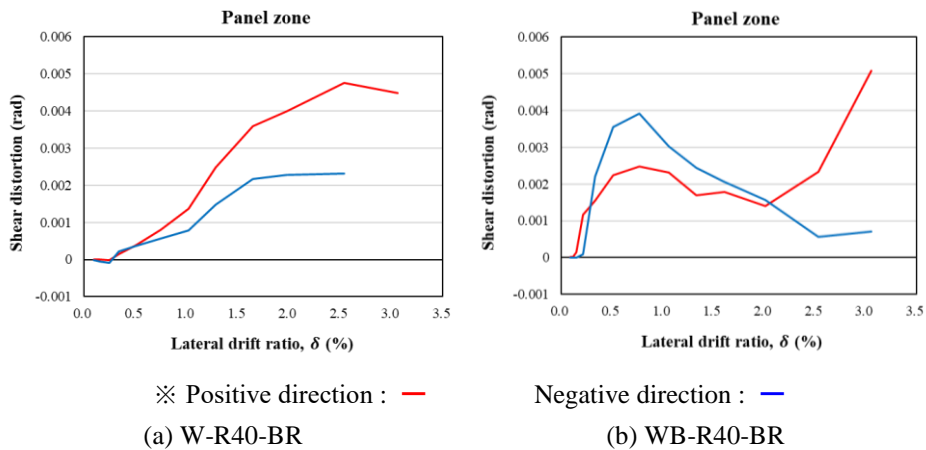 Panel zone
0.006
0.005
0.004
0.003
0.002
0.001
0
-0.001
0.0 0.5 1.0 1.5 2.0 2.5 3.0 3.5
Shear distortion (rad)
Lateral drift ratio, δ (%)
Panel zone
0.006
0.005
0.004
0.003
0.002
0.001
0
-0.001
0.0 0.5 1.0 1.5 2.0 2.5 3.0 3.5
Shear distortion (rad)
Lateral drift ratio, δ (%)
※ Positive direction : Negative direction :
(a) W-R40-BR (b) WB-R40-BR